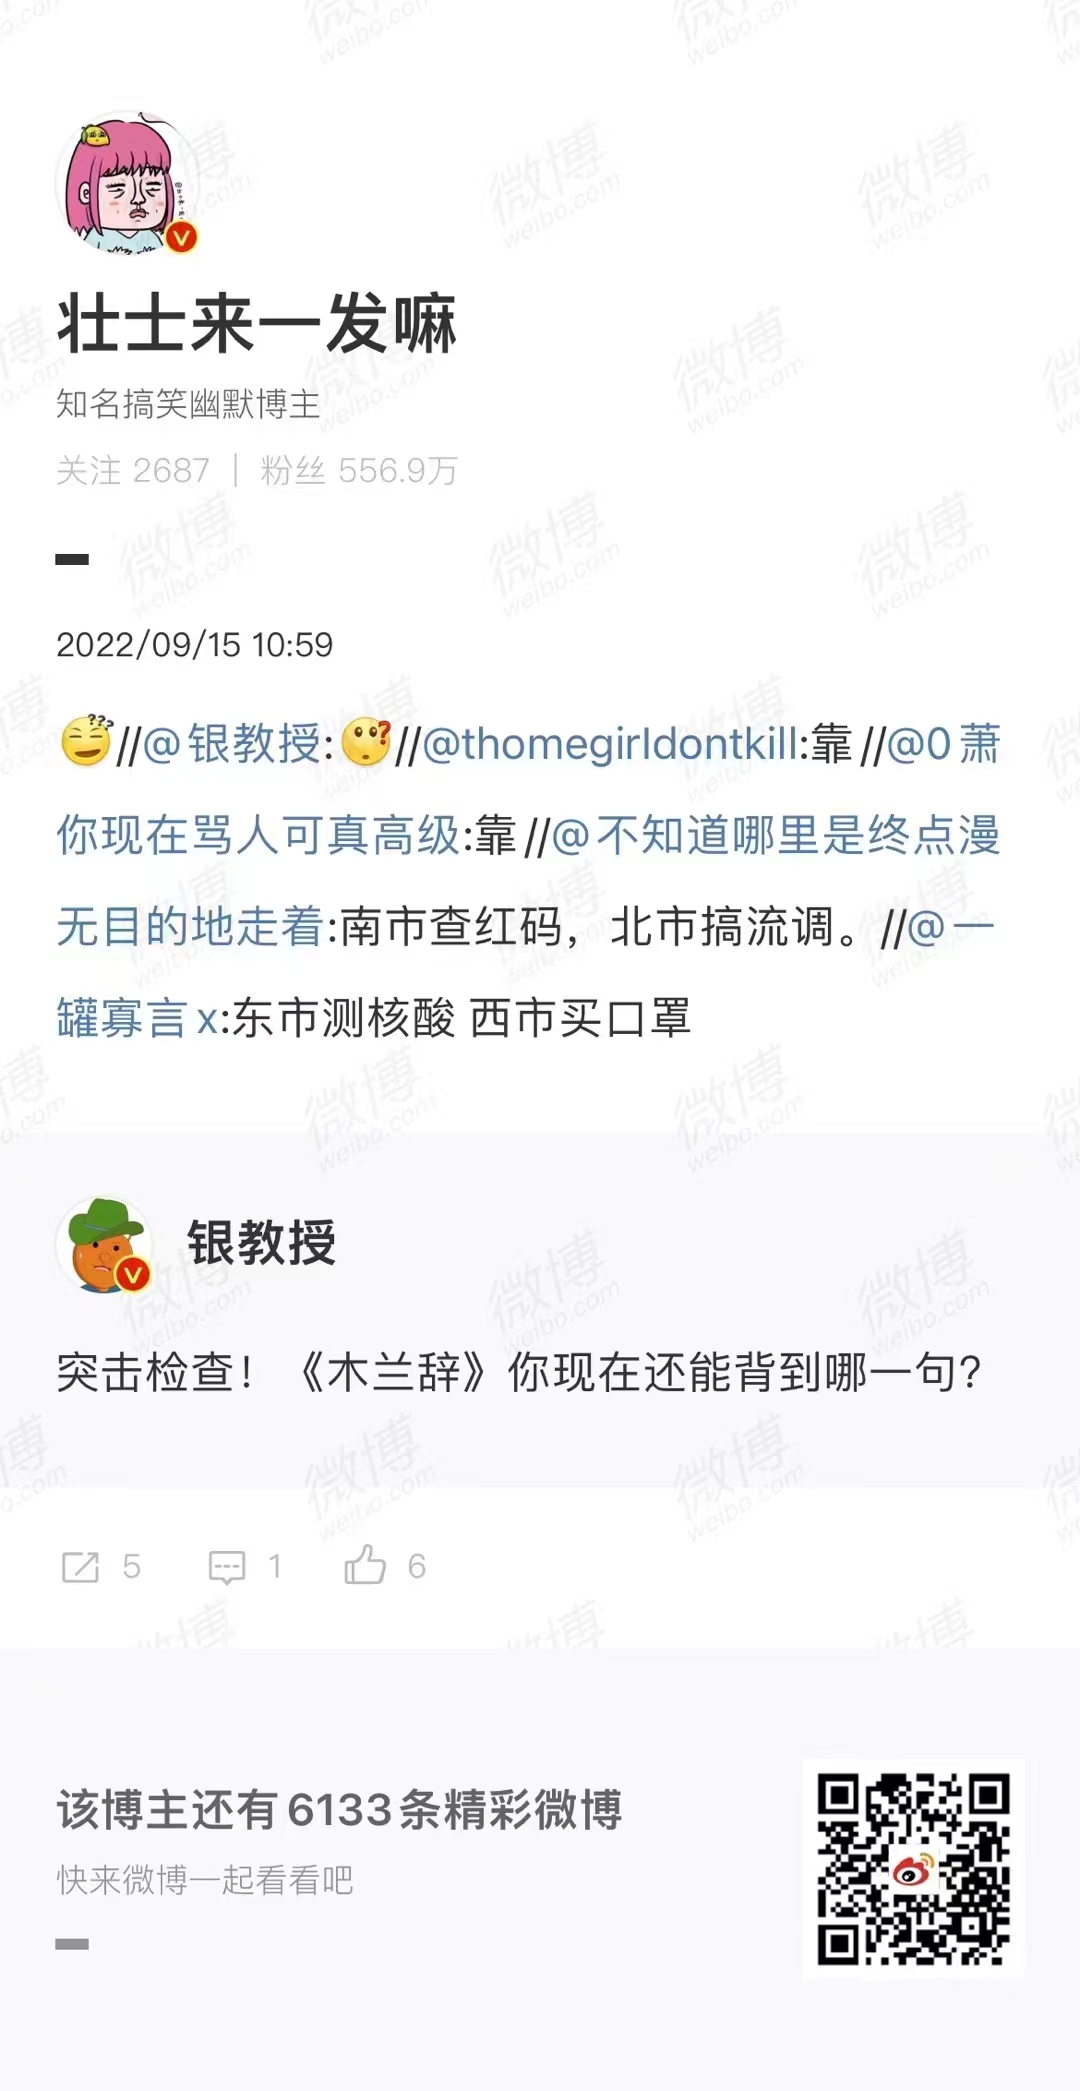 壮士来一发嘛
知名搞笑幽默博主
关注 2687 | 粉丝 556.9万
2022/09/15 10:59
//@银教授://@thomegirldontkill:靠//@0萧
你现在骂人可真高级:靠//@不知道哪里是终点漫
无目的地走着:南市查红码，北市搞流调。//@一
罐寡言x:东市测核酸 西市买口罩
银教授
突击检查！《木兰辞》你现在还能背到哪一句？
5 1 6
该博主还有6133条精彩微博
快来微博一起看看吧
微博
weibo.com